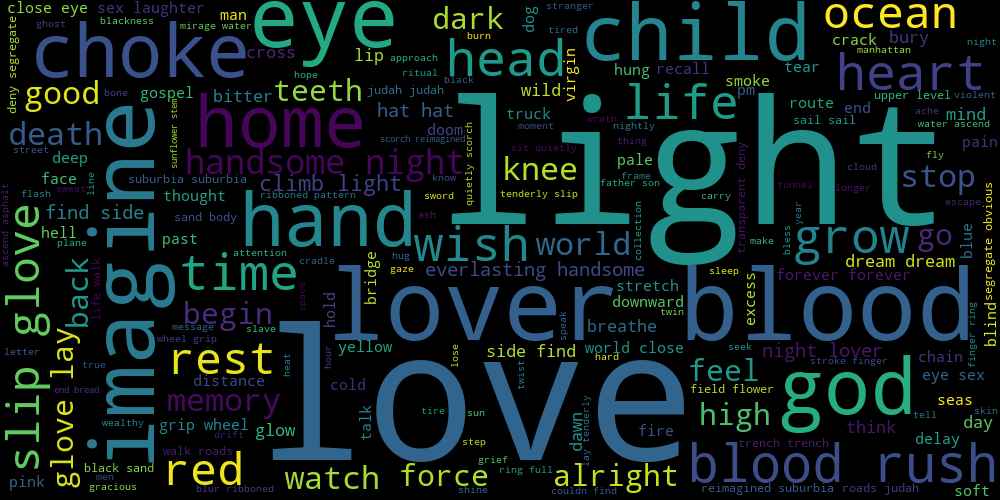 close eye
sex laughter
man
eye
dark
dog
stranger
child
ocean
ghost
blackness
mirage water
burn
tired
crack
bury
night
choke
cross
lip
approach
head
virgin
manhattan
heart
deny segregate
hope
ritual
black
hung
recall
tear
good
bone
gospel
bitter
teeth
judah judah
wild
life
smoke
pm
upper level
violent
death
imagine
sunflower stem
home
hat hat
truck
light
route
end
ache
mind
street
doom
moment
wrath
nightly
sail sail
water ascend
deep
handsome night
scorch reimagined
quietly scorch
sit quietly
thing
pain
face
suburbia suburbia
climb light
know
knee
pale
frame
cloud
fly
stop
flash
sweat
line
thought
ribboned pattern
sword
tenderly slip
father son
carry
transparent deny
tunnel
longer
escape
find side
sand body
hand
ash
collection
year
hell
past
wish
world
bless
grow
go
blue
segregate obvious
plane
attention
hug
make
ascend asphalt
slip glove
back
life walk
time
cradle
bridge
gaze
everlasting handsome
sleep
forever forever
dream dream
space
lover
stretch
blood
excess
begin
hold
downward
twin
blind
letter
message
slave
speak
breathe
finger ring
glove lay
wheel grip
love
yellow
lose
side find
hard
world close
seek
night lover
chain
true
rest
heat
hour
twist
feel
stroke finger
eye sex
end bread
distance
cold
field flower
god
skin
wealthy
memory
tire
sun
high
tell
seas
grip wheel
glow
talk
step
dawn
lay tenderly
fire
think
day
walk roads
drift
grief
trench trench
delay
black sand
red
men
watch
force
ring full
alright
blood rush
pink
gracious
blur ribboned
shine
couldn find
reimagined suburbia
roads judah
soft